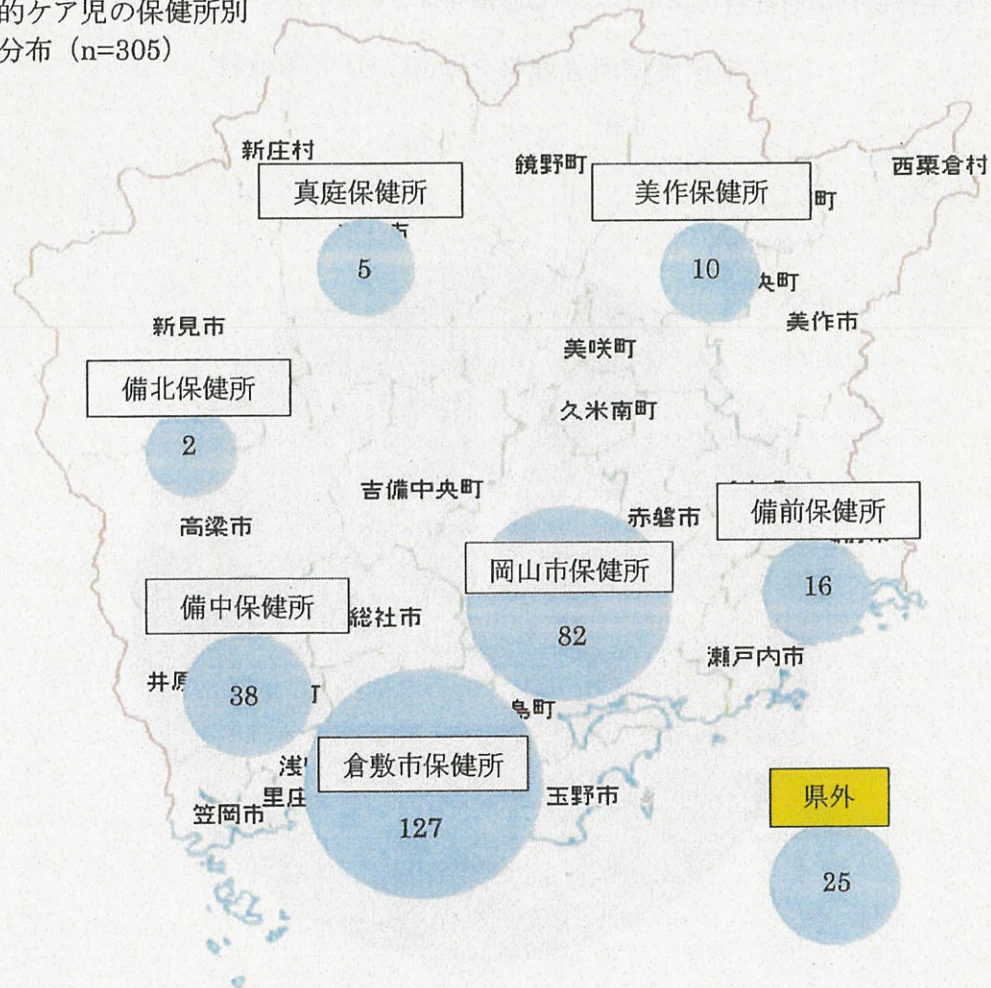 的ケア児の保健所別
分布（n=305）
新庄村
鏡野町
西粟倉村
真庭保健所
美作保健所
町
市
5
10
央町
新見市
美作市
美咲町
備北保健所
久米南町
2
吉備中央町
赤磐市
備前保健所
高梁市
岡山市保健所
16
備中保健所
総社市
82
瀬戸内市
井原
38
町
島町
倉敷市保健所
浅
里庄
玉野市
県外
笠岡市
127
25